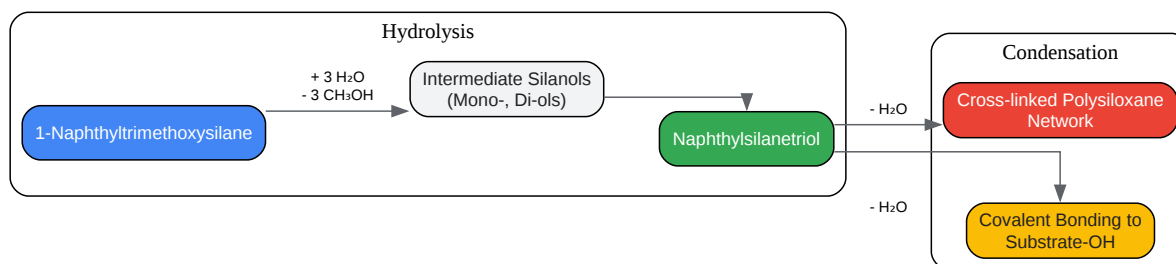 Hydrolysis
+ 3 H₂O
- 3 CH₃OH
Intermediate Silanols
(Mono-, Di-ols)
1-Naphthyltrimethoxysilane
Naphthylsilanetriol
- H₂O
- H₂O
Condensation
Cross-linked Polysiloxane
Network
Covalent Bonding to
Substrate-OH